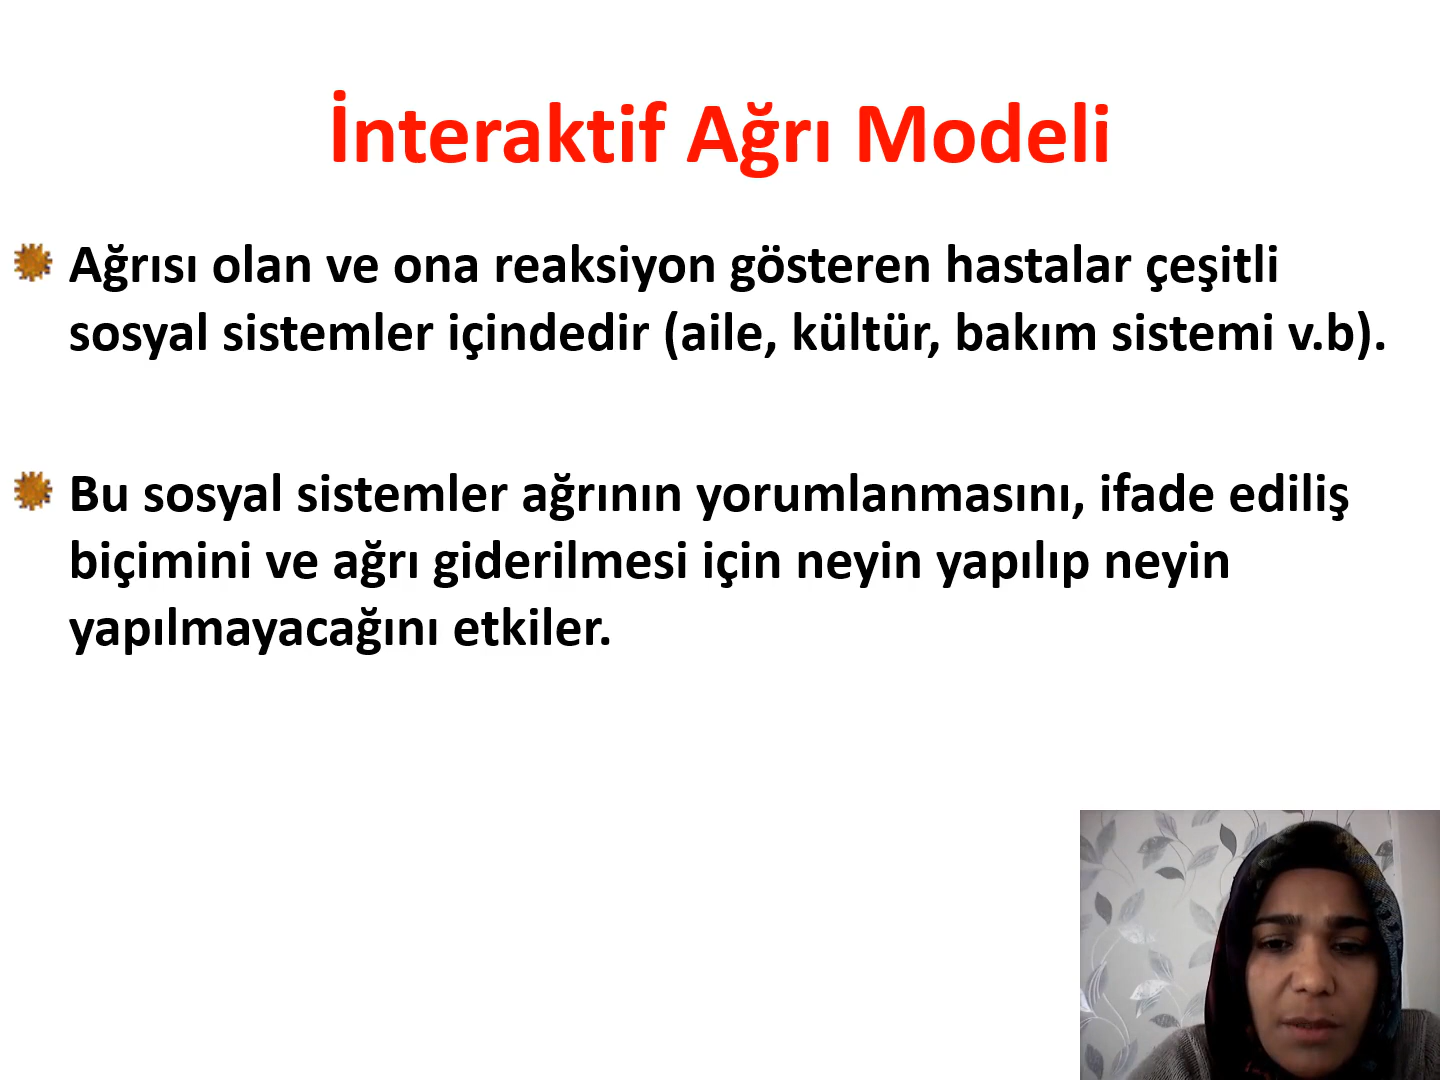 İnteraktif Ağrı Modeli
Ağrısı olan ve ona reaksiyon gösteren hastalar çeşitli
sosyal sistemler içindedir (aile, kültür, bakım sistemi v.b).
Bu sosyal sistemler ağrının yorumlanmasını, ifade ediliş
biçimini ve ağrı giderilmesi için neyin yapılıp neyin
yapılmayacağını etkiler.